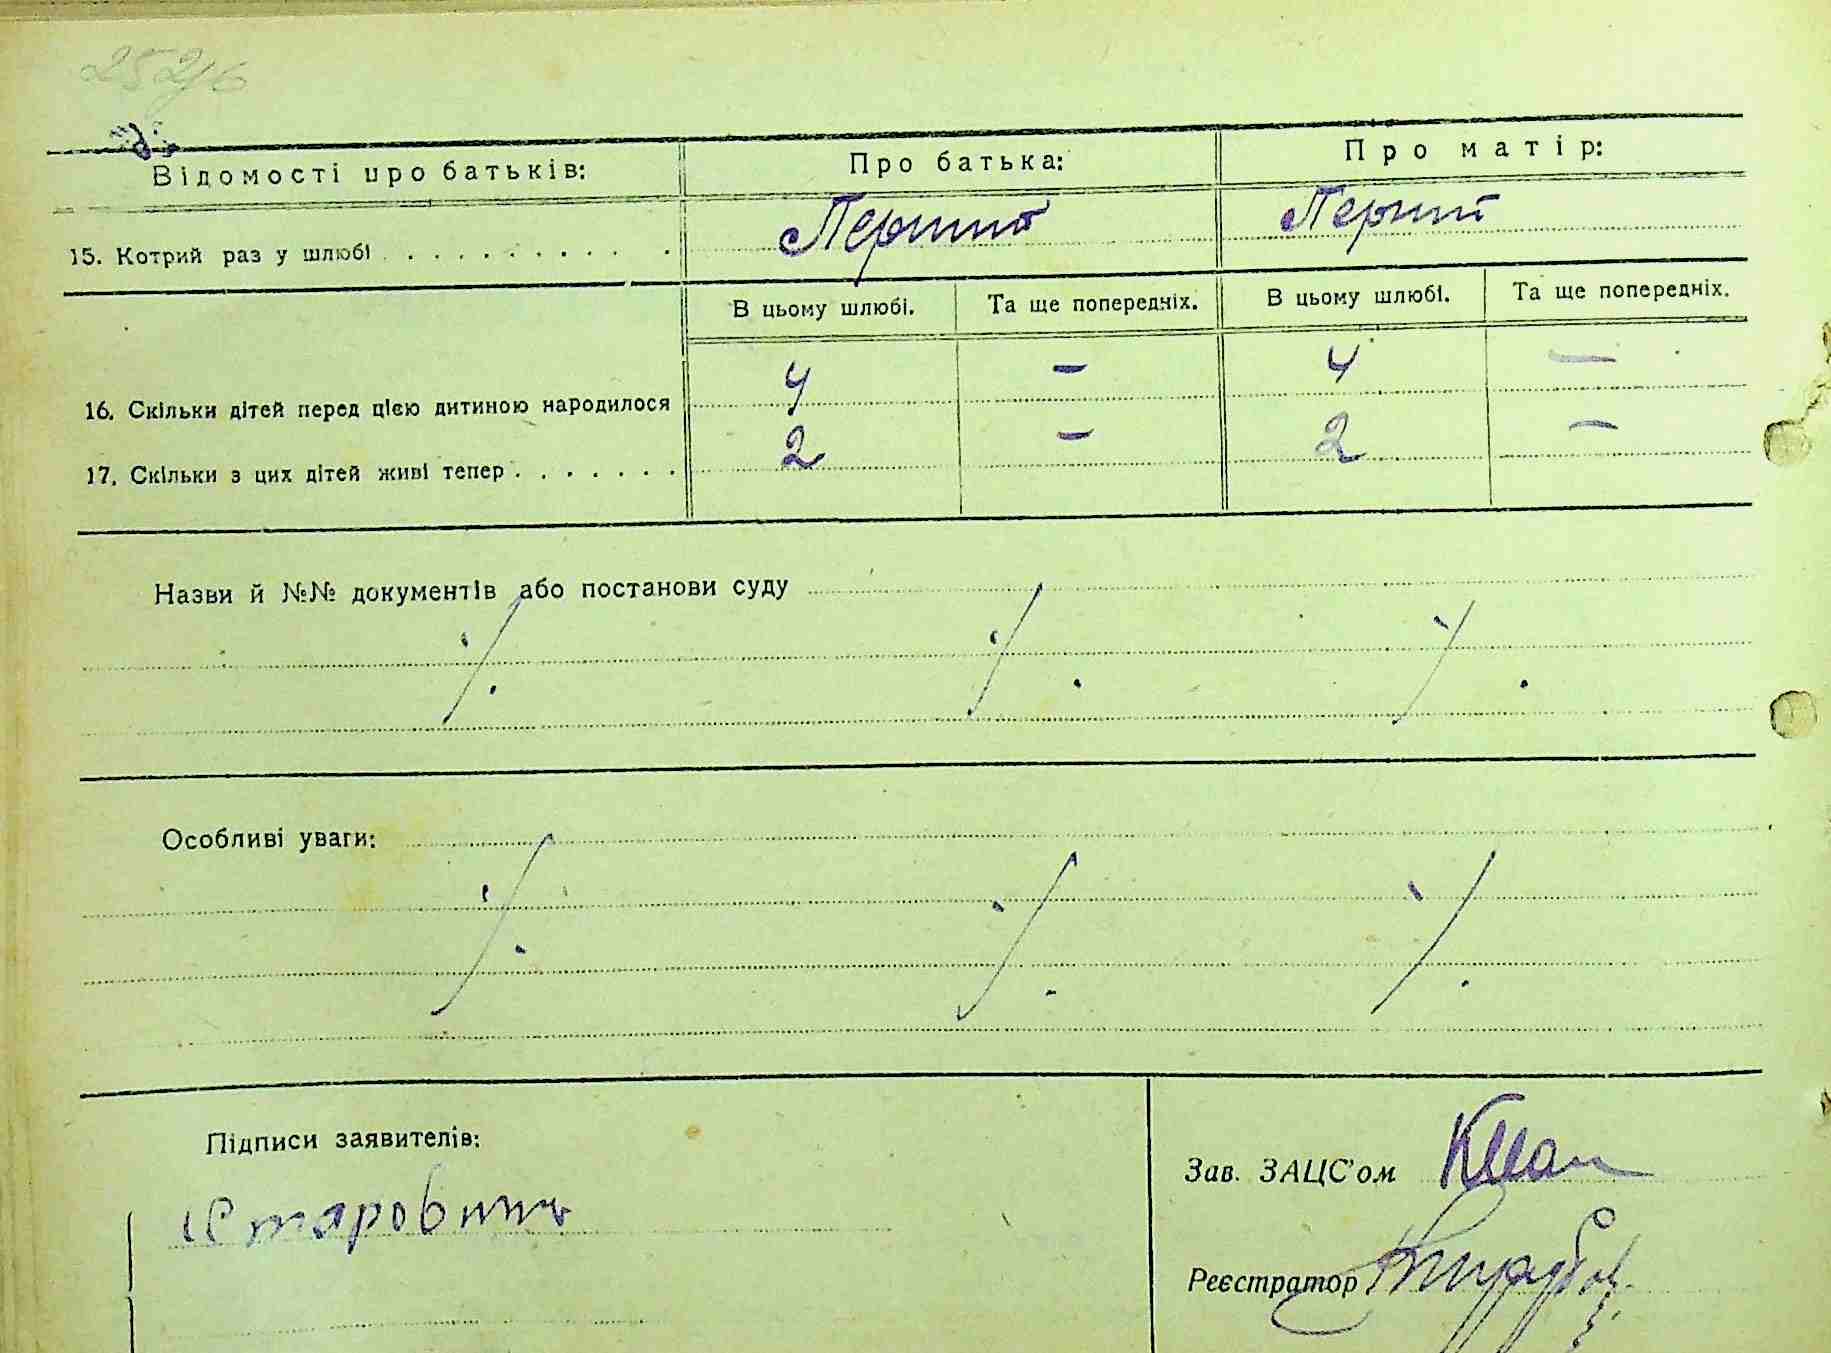 252/6
Відомості про батьків: Про батька: Про матір:
15. Котрий раз у шлюбі . . . . . . . . . . Перший Перший
В цьому шлюбі. Та ще попередніх. В цьому шлюбі. Та ще попередніх.
16. Скільки дітей перед цією дитиною народилося 4 — 4 —
17. Скільки з цих дітей живі тепер . . . . . . . 2 — 2 —
Назви й №№ документів або постанови суду
Особливі уваги:
Підписи заявителів:
Зав. ЗАЦС'ом
Реєстратор